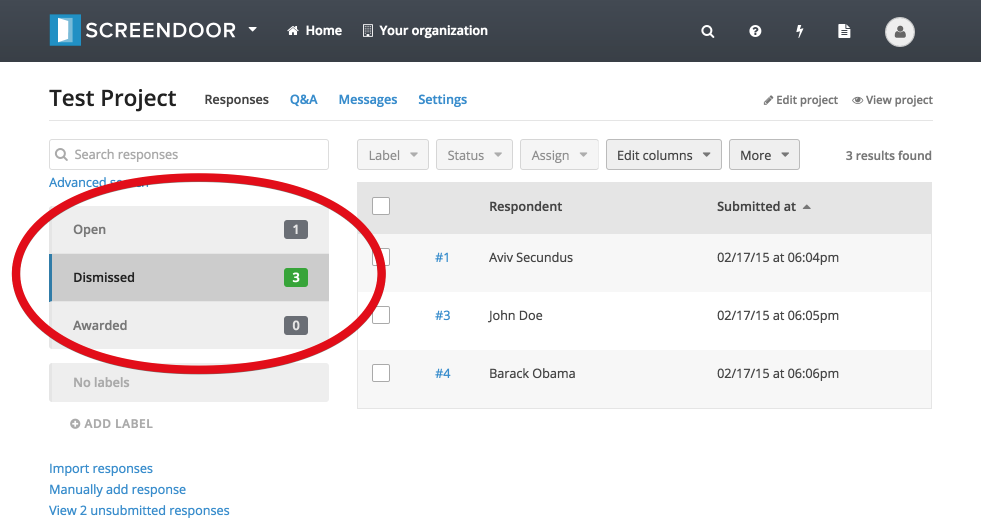 SCREENDOOR Home Your organization
Test Project Responses Q&A Messages Settings Edit project View project
Search responses Label Status Assign Edit columns More 3 results found
Advanced search
Respondent Submitted at
Open 1
#1 Aviv Secundus 02/17/15 at 06:04pm
Dismissed 3
#3 John Doe 02/17/15 at 06:05pm
Awarded 0
#4 Barack Obama 02/17/15 at 06:06pm
No labels
ADD LABEL
Import responses
Manually add response
View 2 unsubmitted responses